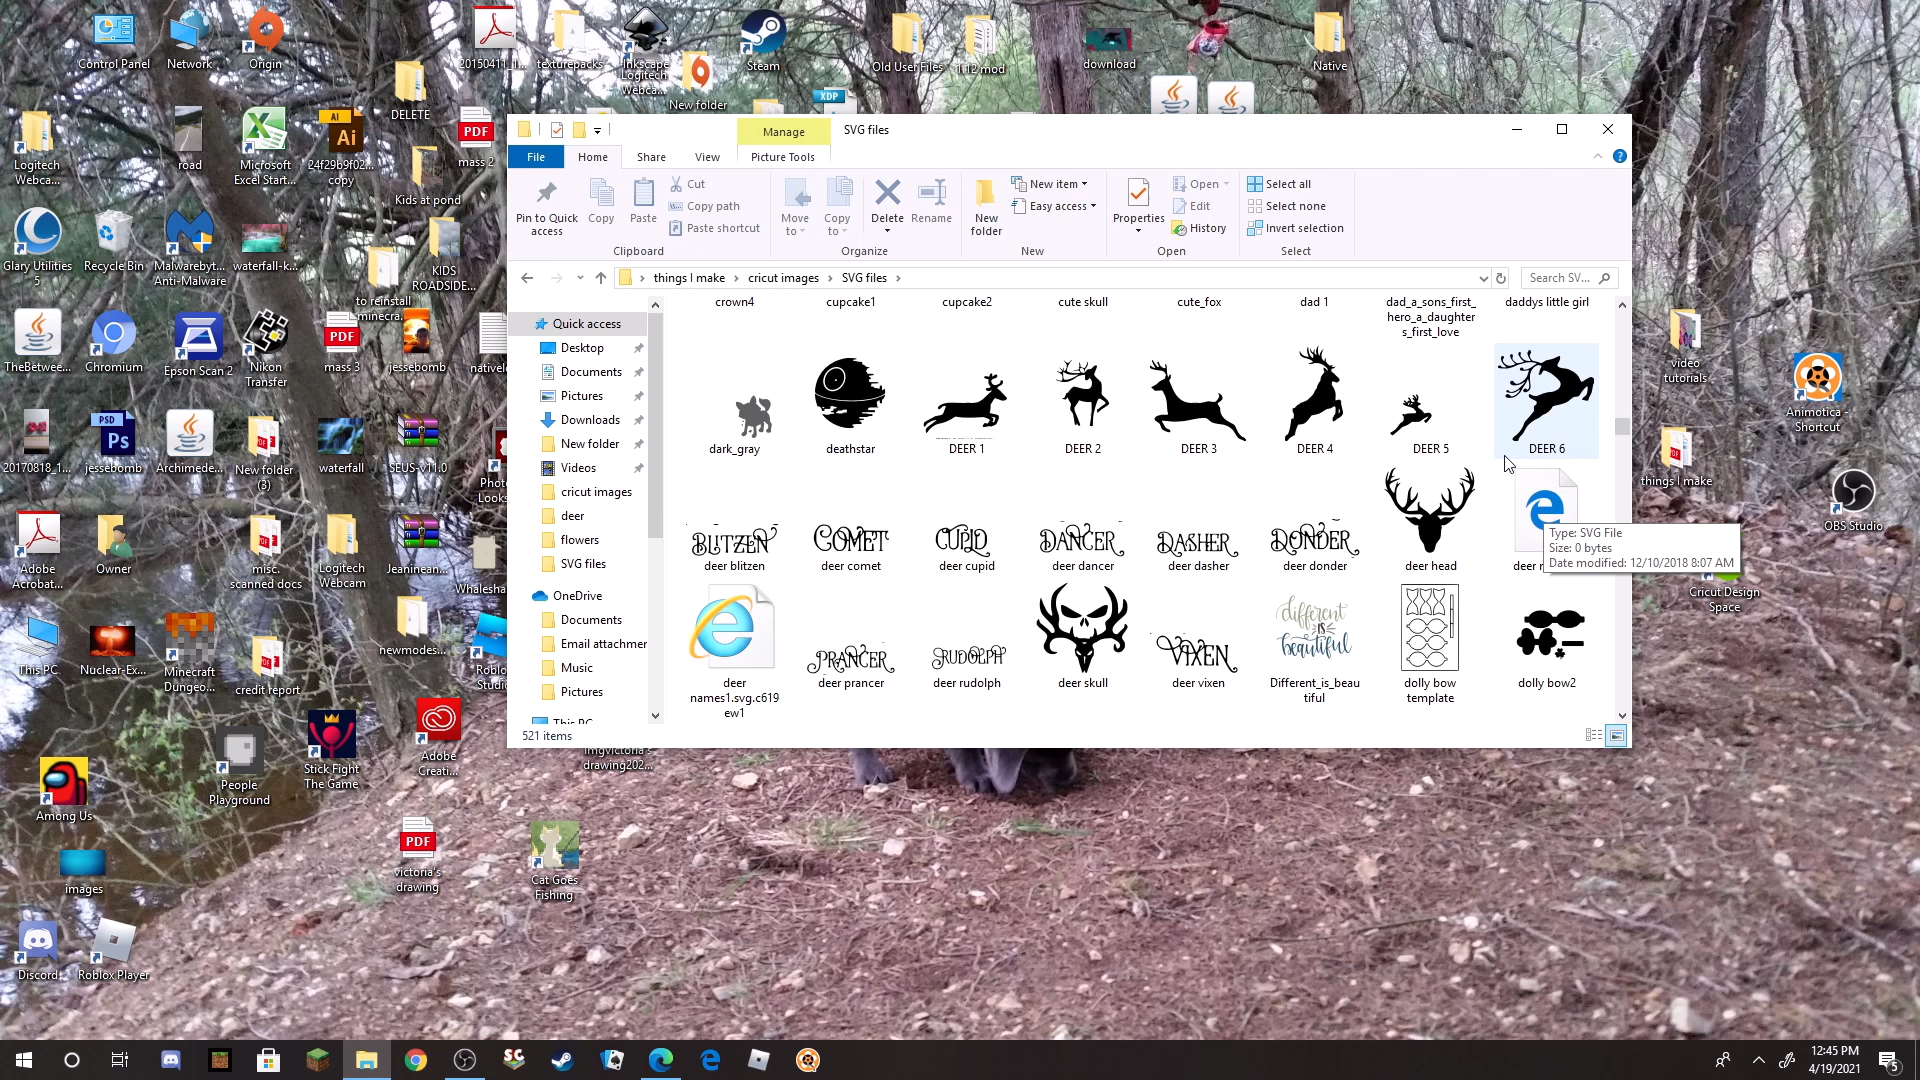 Control Panel
Network
Origin
20150411_1...
texturepacks
Inkscape
Logitech
Webca...
Steam
Old User Files
1.12 mod
download
Native
DELETE
New folder
XDP
Logitech
Webca...
road
Microsoft
Excel Start...
24f29b9f02...
copy
mass 2
Kids at pond
Glary Utilities
5
Recycle Bin
Malwarebyt...
Anti-Malware
waterfall-k...
to reinstall
minecra...
KIDS
ROADSIDE...
TheBetwee...
Chromium
Epson Scan 2
Nikon
Transfer
PDF
mass 3
jessebomb
20170818_1...
PSD
Ps
jessebomb
Archimede...
New folder
(3)
waterfall
SEUS-v11.0
Adobe
Acrobat...
Owner
misc.
scanned docs
Logitech
Webcam
Jeaninean...
This PC
Nuclear-Ex...
Minecraft
Dungeo...
credit report
newmodes...
People
Playground
Stick Fight
The Game
Adobe
Creati...
Among Us
PDF
victoria's
drawing
Cat Goes
Fishing
images
Discord
Roblox Player
video
tutorials
Animotica -
Shortcut
things I make
OBS Studio
Cricut Design
Space
Manage
SVG files
File
Home
Share
View
Picture Tools
Pin to Quick
access
Copy
Paste
Cut
Copy path
Paste shortcut
Clipboard
Move
to
Copy
to
Delete
Rename
Organize
New
folder
New item
Easy access
New
Properties
Open
Edit
History
Open
Select all
Select none
Invert selection
Select
things I make
cricut images
SVG files
Search SV...
Quick access
Desktop
Documents
Pictures
Downloads
New folder
Videos
cricut images
deer
flowers
SVG files
OneDrive
Documents
Email attachmer
Music
Pictures
This PC
crown4
cupcake1
cupcake2
cute skull
cute_fox
dad 1
dad_a_sons_first_
hero_a_daughter
s_first_love
daddys little girl
dark_gray
deathstar
DEER 1
DEER 2
DEER 3
DEER 4
DEER 5
DEER 6
BLITZEN
COMET
CUPID
DANCER
DASHER
DONDER
deer blitzen
deer comet
deer cupid
deer dancer
deer dasher
deer donder
deer head
Type: SVG File
Size: 0 bytes
Date modified: 12/10/2018 8:07 AM
PRANCER
RUDOLPH
VIXEN
different
is
beautiful
deer
names1.svg.c619
ew1
deer prancer
deer rudolph
deer skull
deer vixen
Different_is_beau
tiful
dolly bow
template
dolly bow2
521 items
drawing202...
12:45 PM
4/19/2021
5